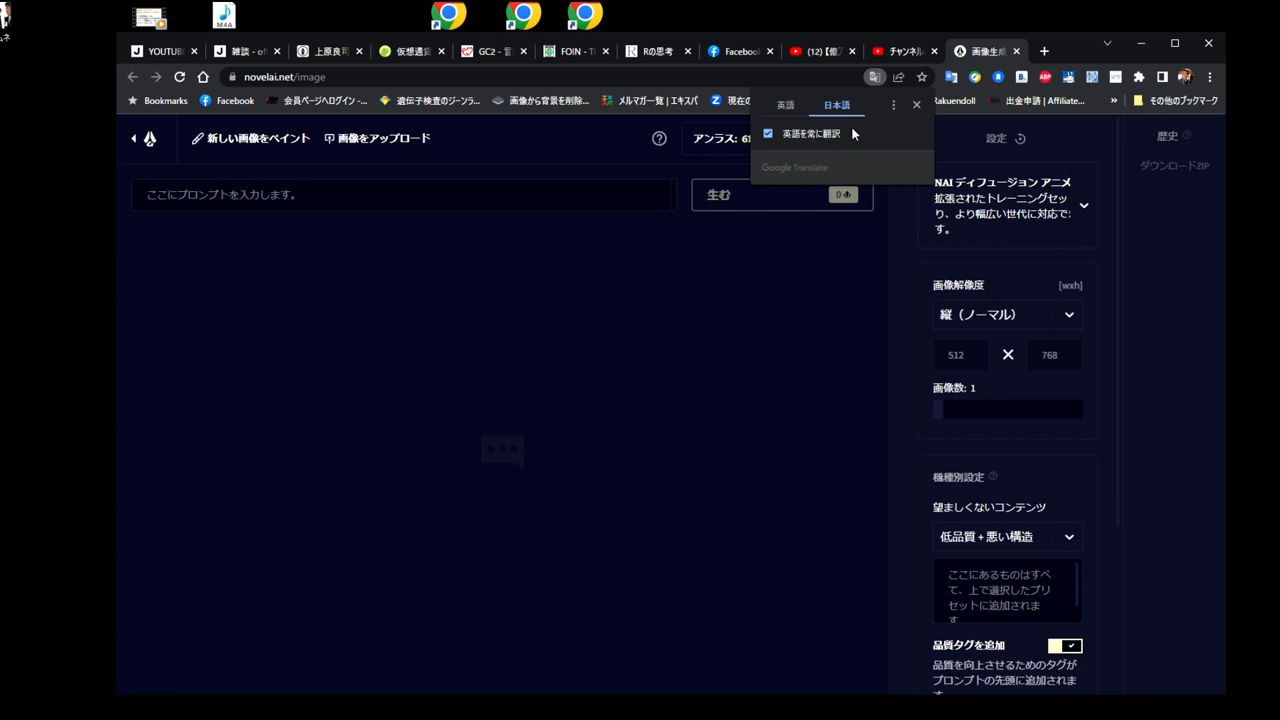 M4A
YOUTUB
雑談 - of
上原良司
仮想通貨
GC2 -
FOIN - T
Rの思考
Facebook
(12)【優
チャンネル
画像生成
novelai.net/image
Bookmarks
Facebook
会員ページへログイン - ...
遺伝子検査のジーンラ...
画像から背景を削除...
メルマガ一覧 | エキスパ
現在の
Rakuendoll
出金申請 | Affiliate...
»
その他のブックマーク
英語
日本語
英語を常に翻訳
Google Translate
新しい画像をペイント
画像をアップロード
アンラス: 61
設定
歴史
ダウンロードZIP
ここにプロンプトを入力します。
生む
0
NAI ディフュージョン アニメ
拡張されたトレーニングセッ
り、より幅広い世代に対応で
す。
画像解像度
[wxh]
縦（ノーマル）
512
768
画像数: 1
機種別設定
望ましくないコンテンツ
低品質 + 悪い構造
ここにあるものはすべ
て、上で選択したプリ
セットに追加されま
す
品質タグを追加
品質を向上させるためのタグが
プロンプトの先頭に追加されま